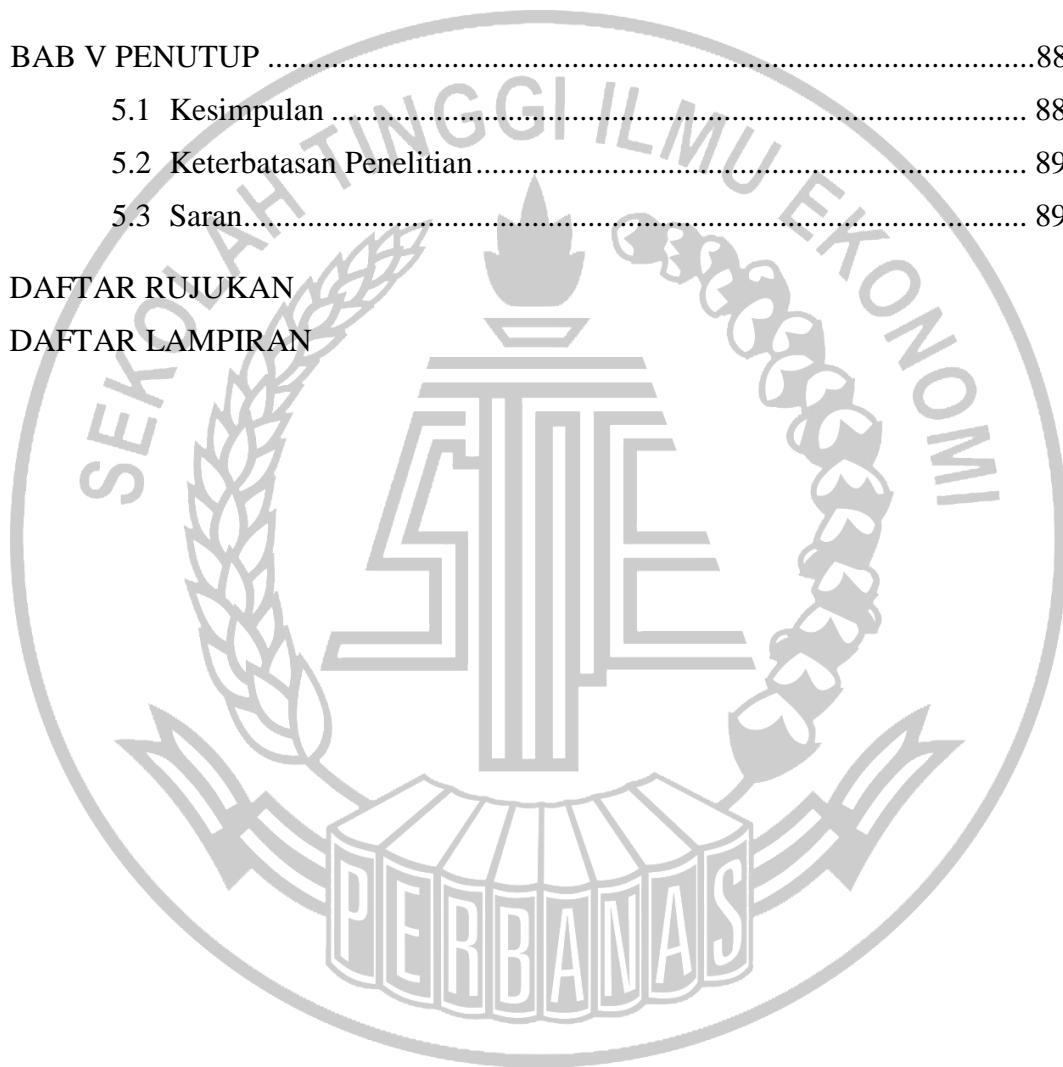 BAB V PENUTUP ........................................................................................ 88
5.1 Kesimpulan ................................................................................ 88
5.2 Keterbatasan Penelitian ............................................................... 89
5.3 Saran .......................................................................................... 89
DAFTAR RUJUKAN
DAFTAR LAMPIRAN
SEKOLAH TINGGI ILMU EKONOMI
STIE
PERBANAS